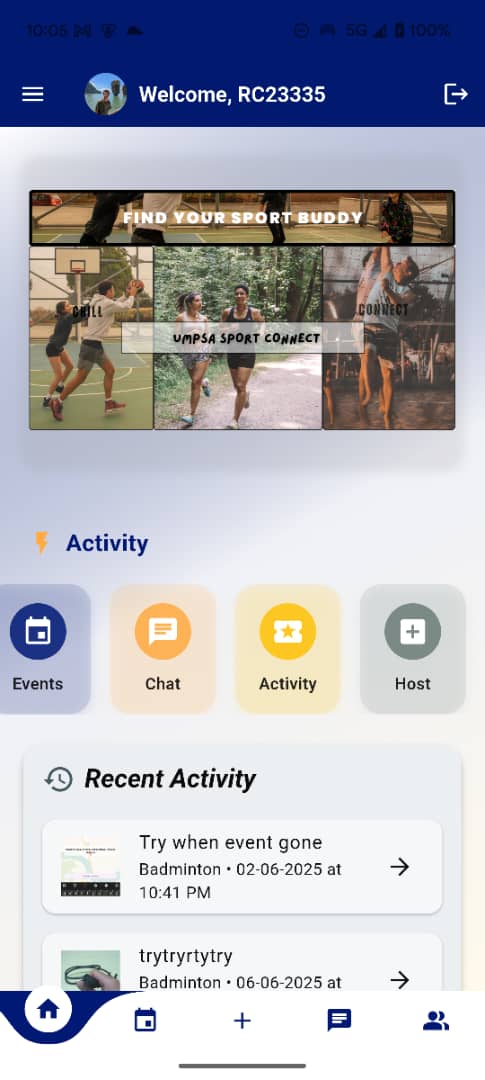 10:05
5G
100%
Welcome, RC23335
FIND YOUR SPORT BUDDY
CHILL
CONNECT
UMPSA SPORT CONNECT
Activity
Events
Chat
Activity
Host
Recent Activity
Try when event gone
Badminton • 02-06-2025 at
10:41 PM
trytryrtytry
Badminton • 06-06-2025 at